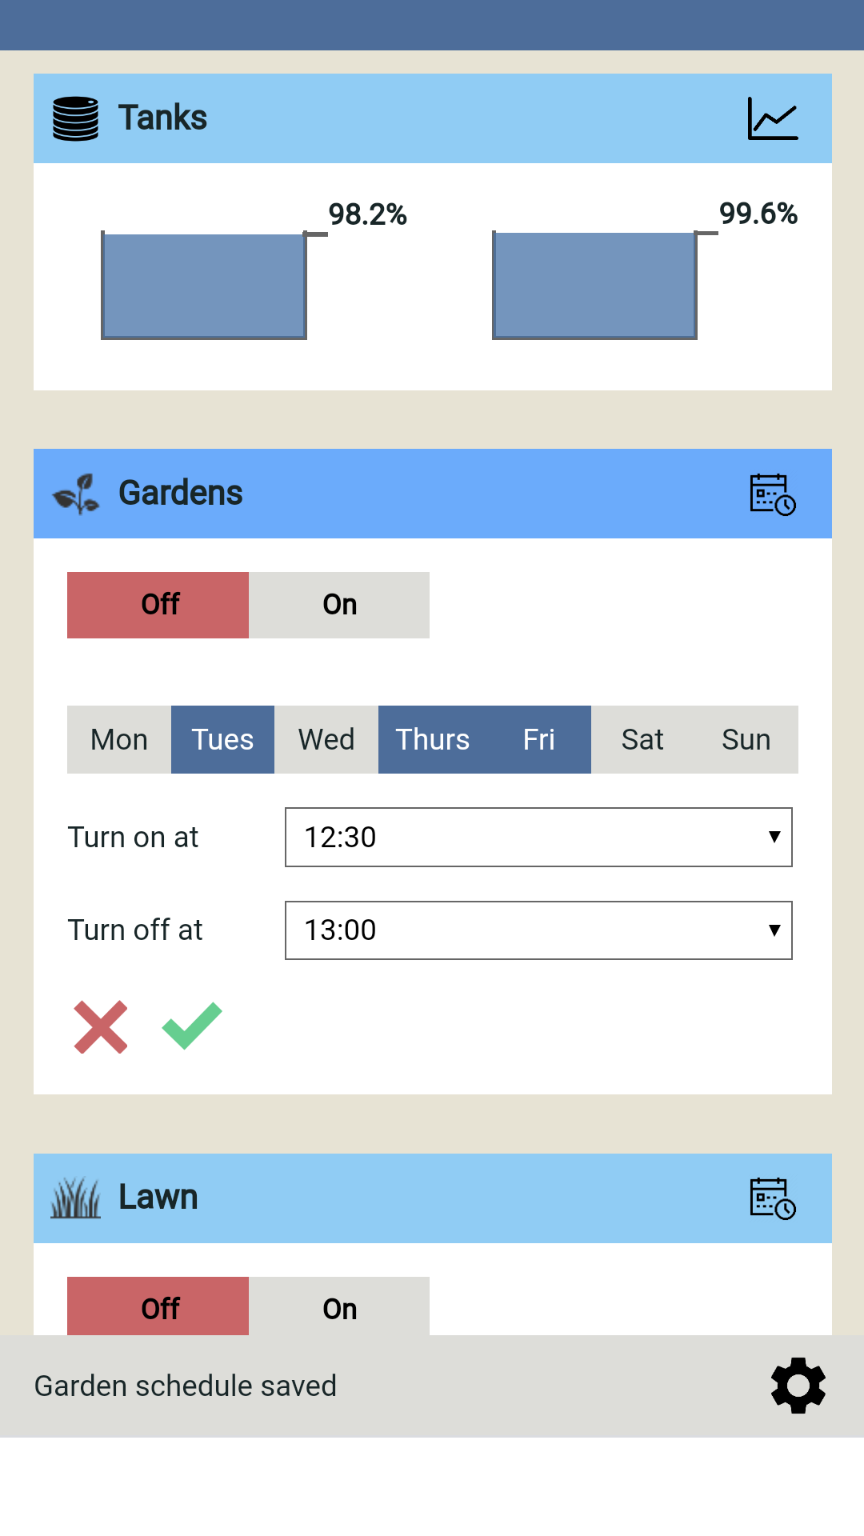 Tanks
98.2% 99.6%
Gardens
Off On
Mon Tues Wed Thurs Fri Sat Sun
Turn on at 12:30
Turn off at 13:00
Lawn
Off On
Garden schedule saved